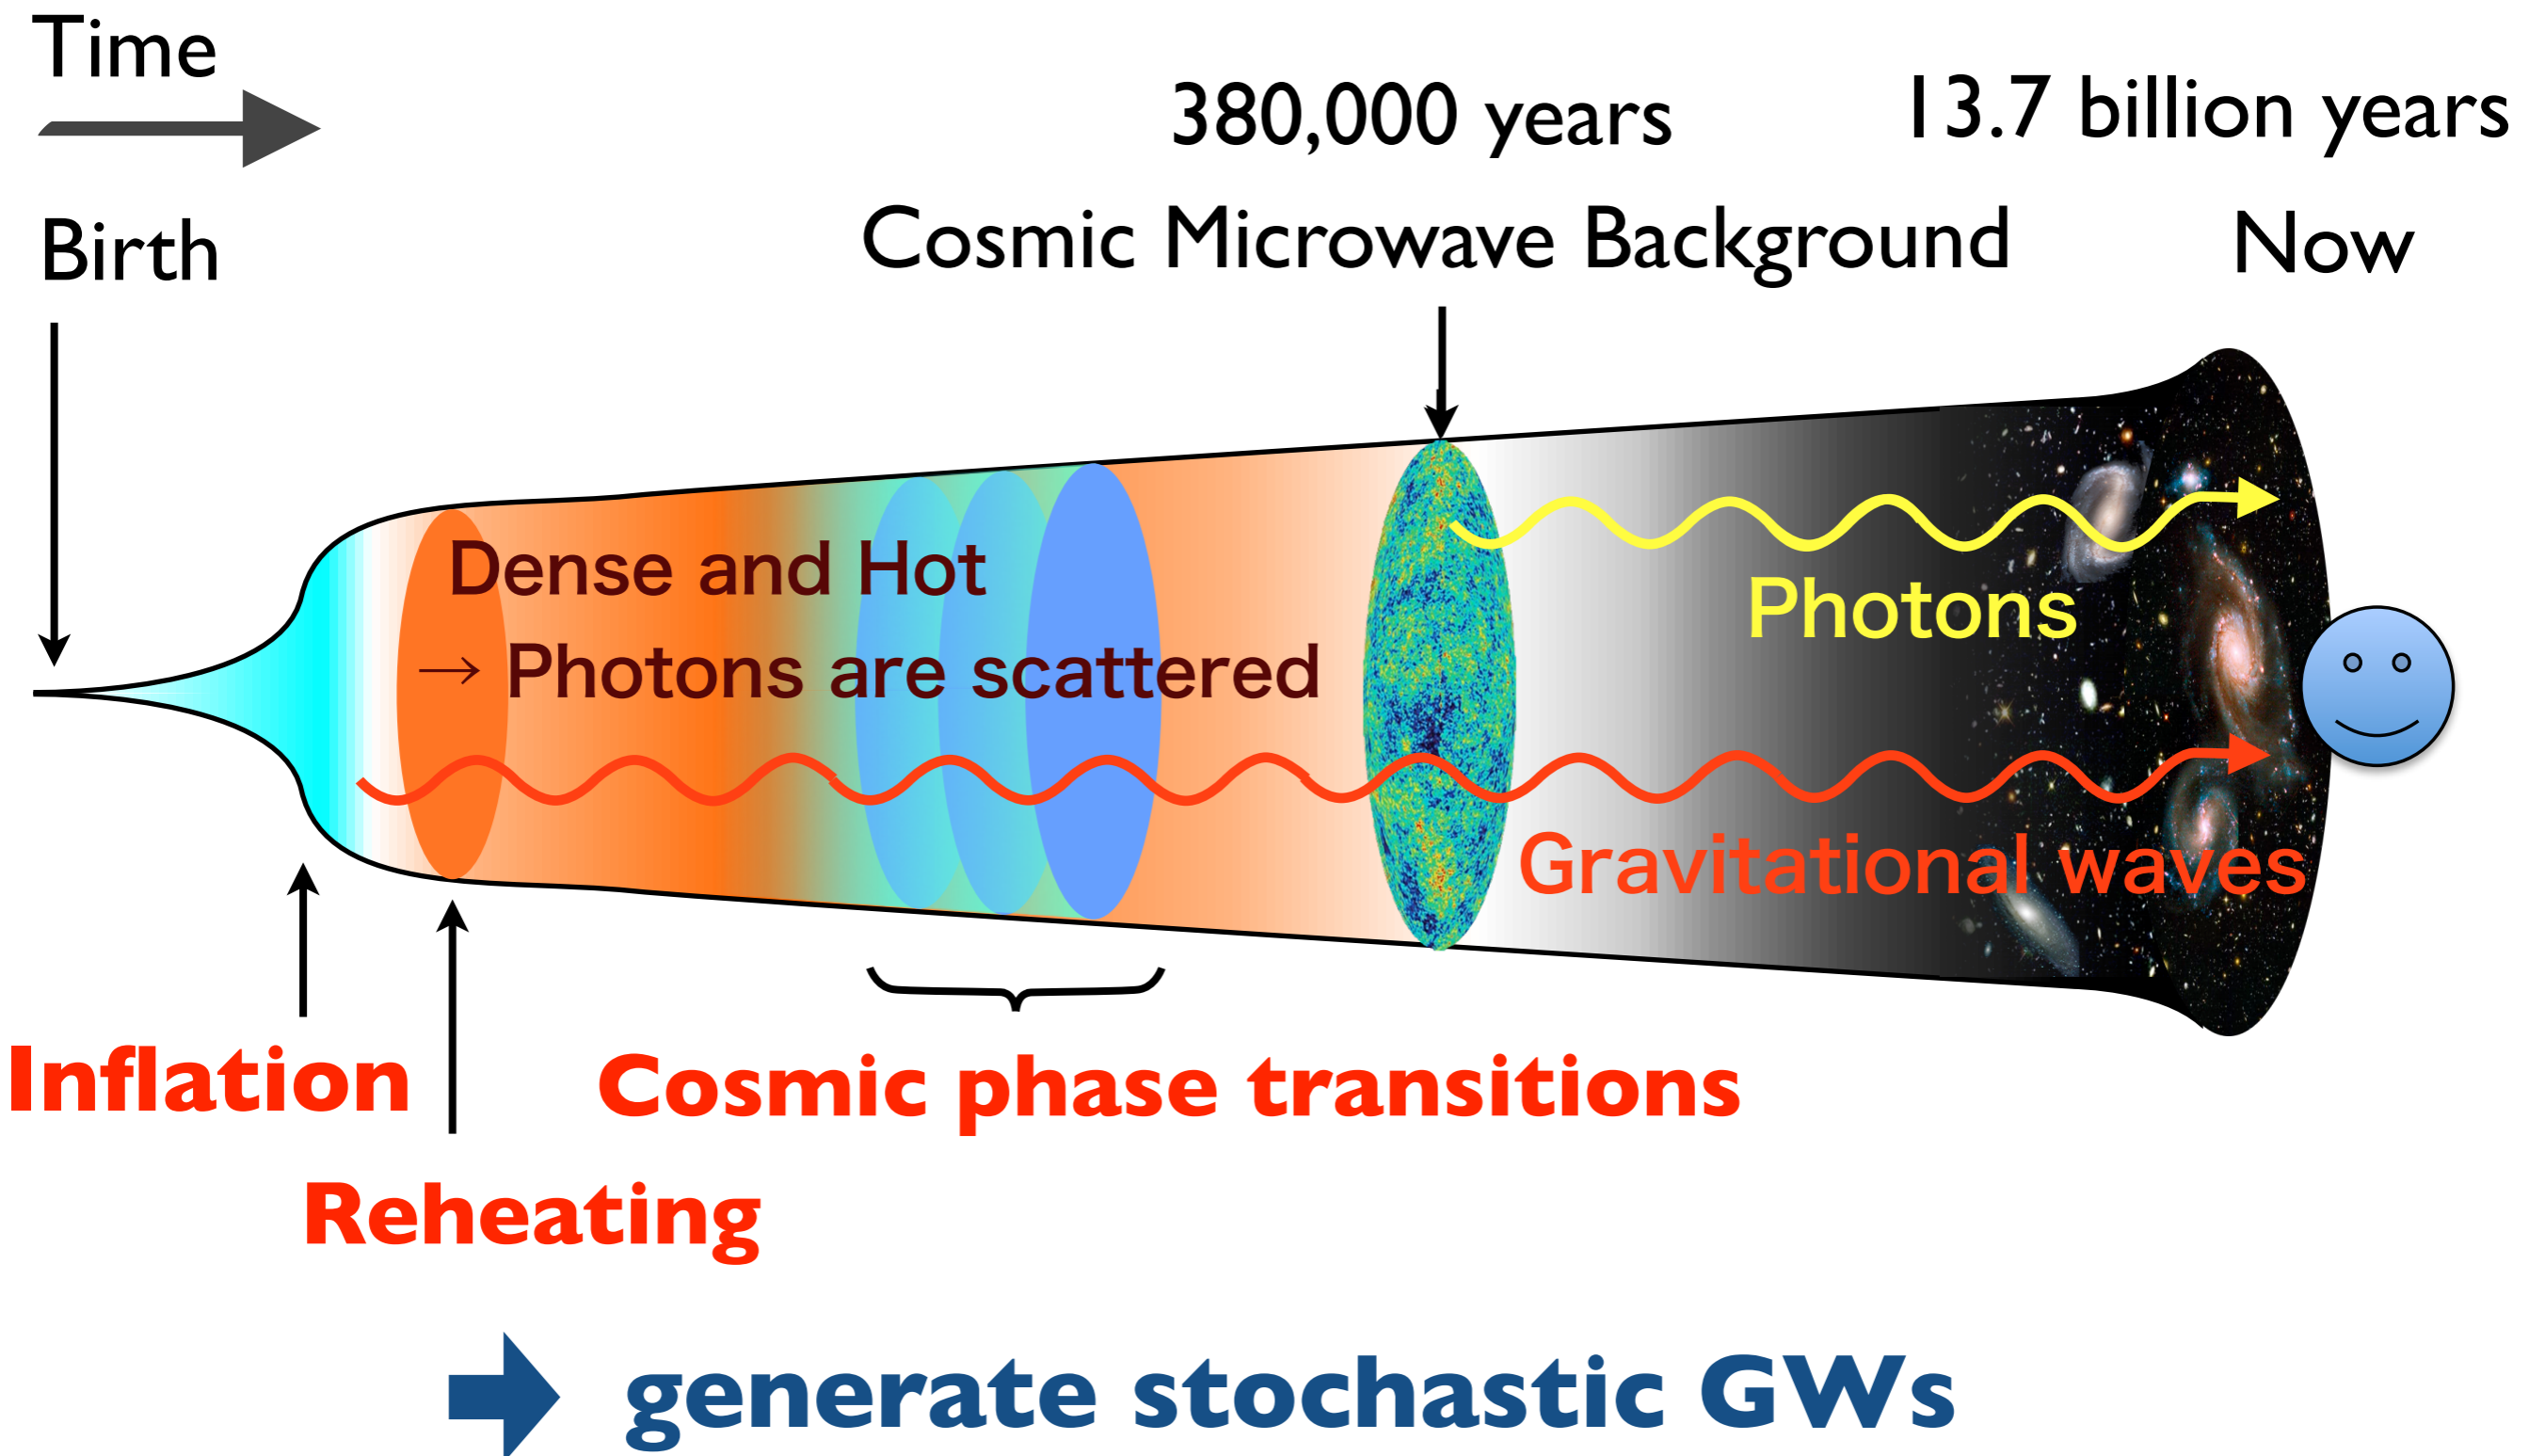 Time
380,000 years
13.7 billion years
Birth
Cosmic Microwave Background
Now
Dense and Hot
→ Photons are scattered
Photons
Gravitational waves
Inflation
Cosmic phase transitions
Reheating
generate stochastic GWs